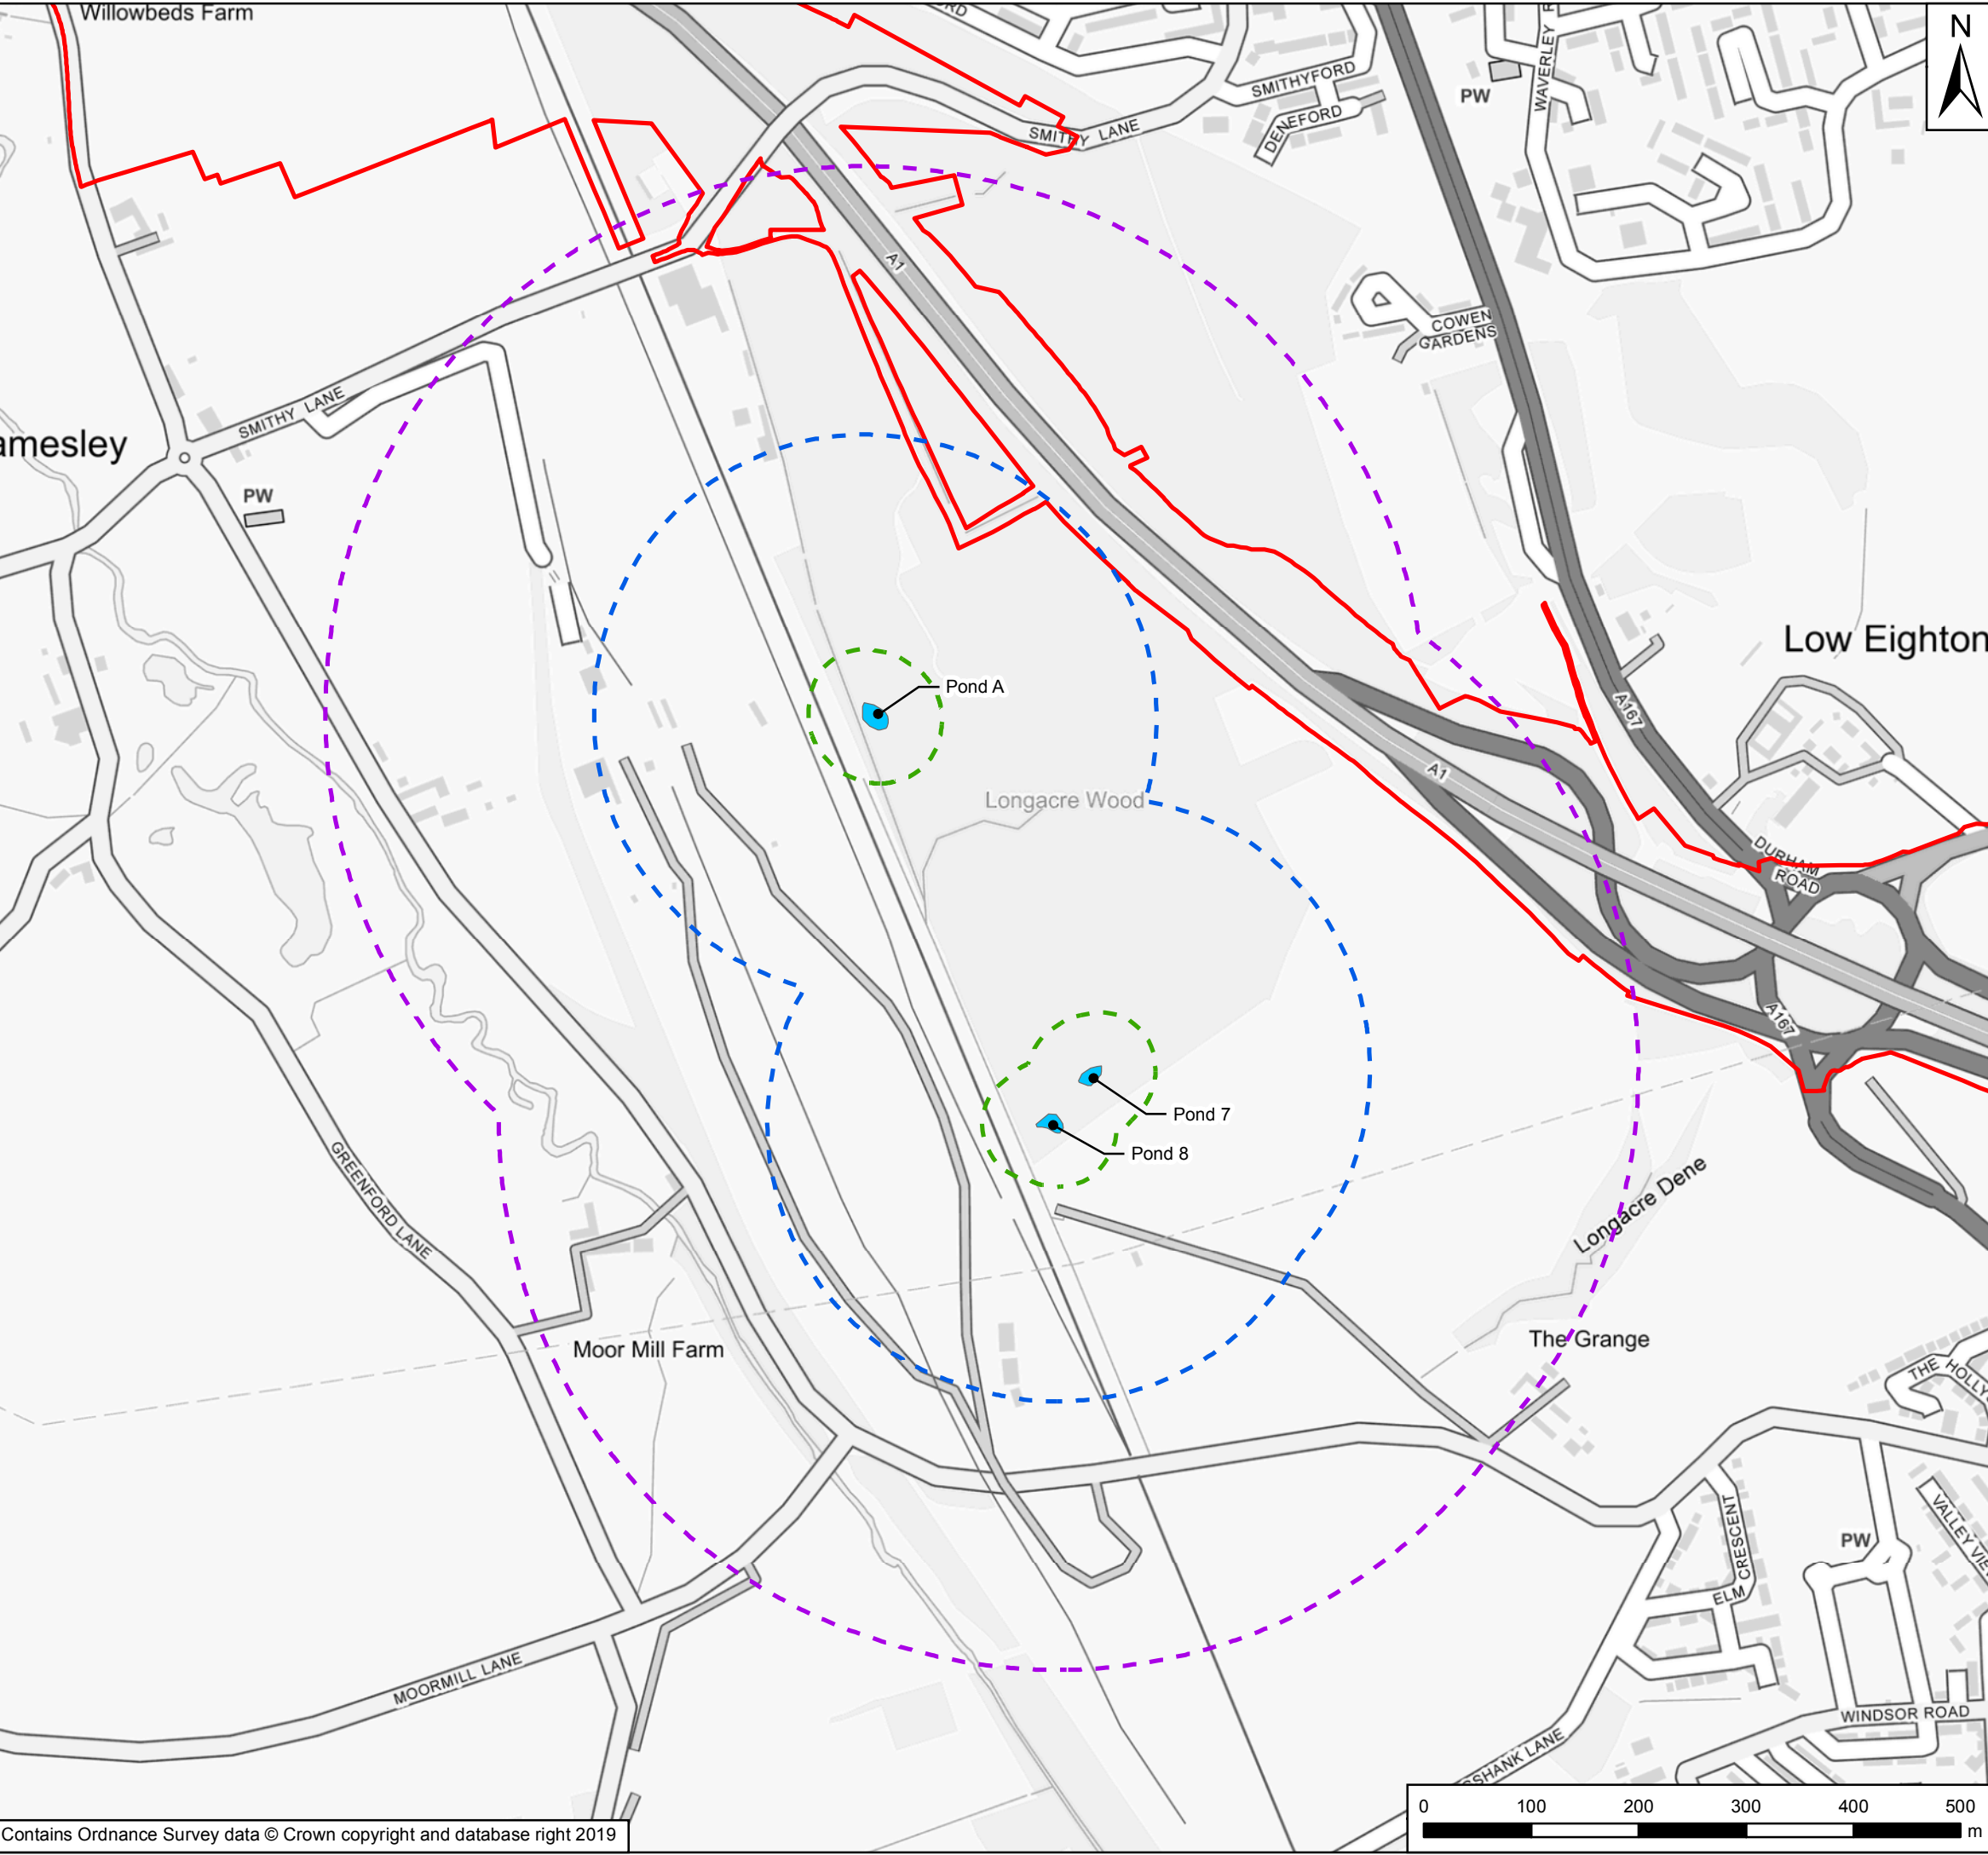 Willowbeds Farm
N
SMITHYFORD
DENEFORD
SMITHY LANE
PW
WAVERLEY R
A1
COWEN
GARDENS
SMITHY LANE
amesley
PW
Low Eighton
Pond A
A167
A1
Longacre Wood
DURHAM
ROAD
A167
Pond 7
Pond 8
Longacre Dene
GREENFORD LANE
Moor Mill Farm
The Grange
THE HOLLY
VALLEY VIE
PW
ELM CRESCENT
MOORMILL LANE
WINDSOR ROAD
SSHANK LANE
0 100 200 300 400 500
m
Contains Ordnance Survey data © Crown copyright and database right 2019